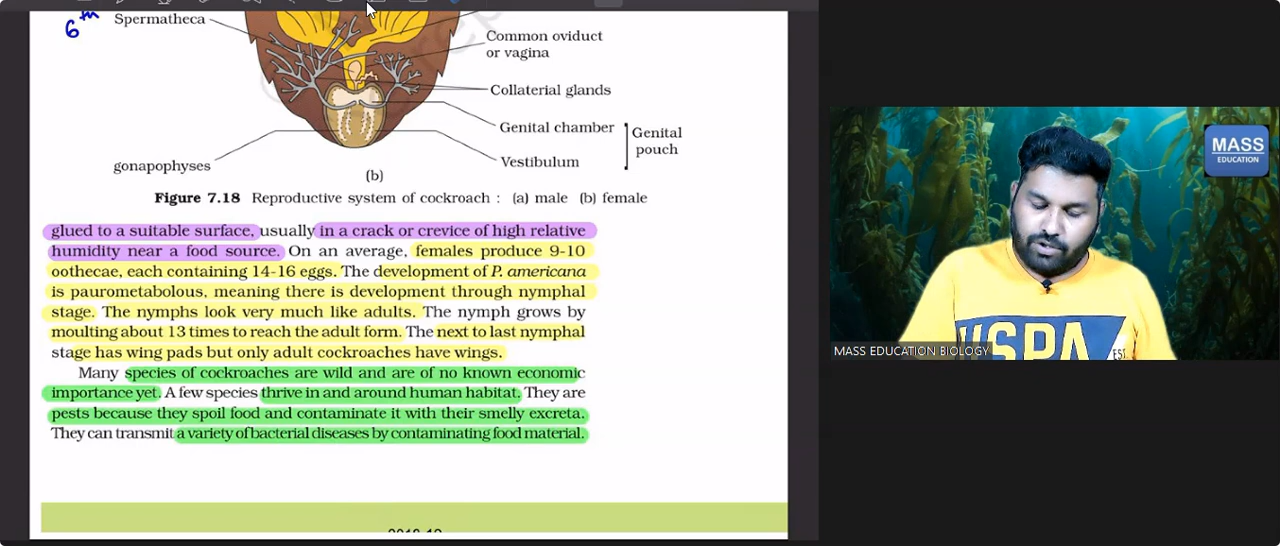 6th
Spermatheca
Common oviduct
or vagina
Collaterial glands
Genital chamber
Genital
pouch
Vestibulum
gonapophyses
(b)
Figure 7.18 Reproductive system of cockroach : (a) male (b) female
glued to a suitable surface, usually in a crack or crevice of high relative
humidity near a food source. On an average, females produce 9-10
oothecae, each containing 14-16 eggs. The development of P. americana
is paurometabolous, meaning there is development through nymphal
stage. The nymphs look very much like adults. The nymph grows by
moulting about 13 times to reach the adult form. The next to last nymphal
stage has wing pads but only adult cockroaches have wings.
Many species of cockroaches are wild and are of no known economic
importance yet. A few species thrive in and around human habitat. They are
pests because they spoil food and contaminate it with their smelly excreta.
They can transmit a variety of bacterial diseases by contaminating food material.
MASS
EDUCATION
USPA
EST.
MASS EDUCATION BIOLOGY